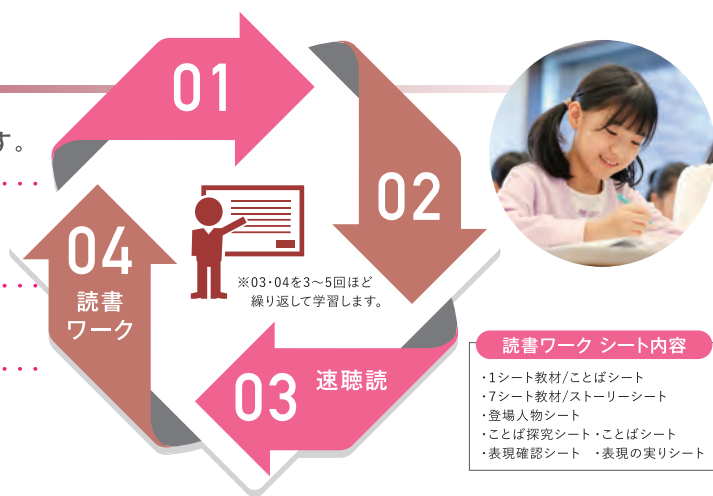 01
す。
02
04
読書
ワーク
※03・04を3〜5回ほど
繰り返して学習します。
03 速聴読
読書ワーク シート内容
・1シート教材/ことばシート
・7シート教材/ストーリーシート
・登場人物シート
・ことば探究シート ・ことばシート
・表現確認シート ・表現の実りシート